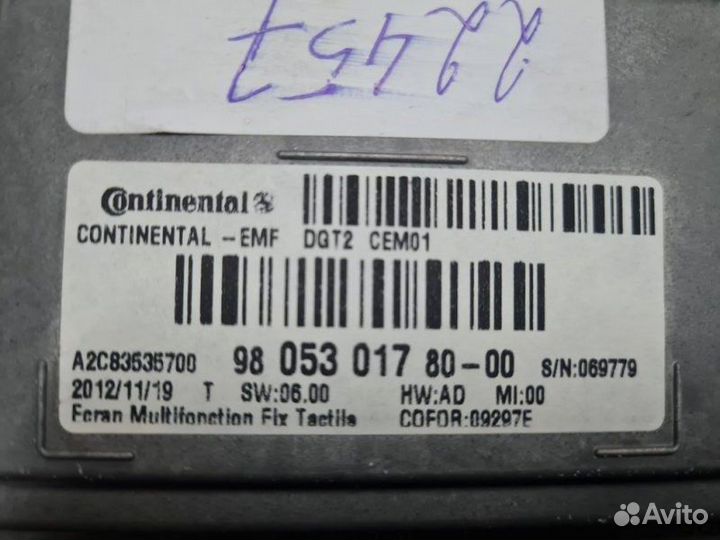 22457
Continental
CONTINENTAL -EMF DGT2 CEM01
A2C83535700 98 053 017 80-00 S/N:069779
2012/11/19 T SW:06.00 HW:AD MI:00
Ecran Multifonction Fix Tactile COFOR:09297E
Avito